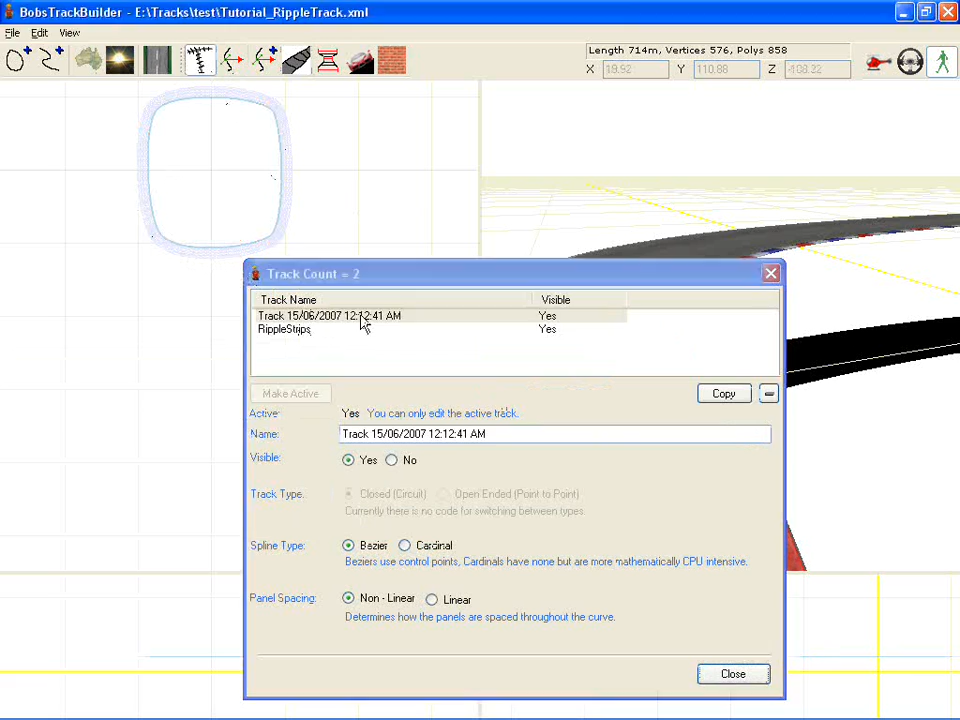 BobsTrackBuilder - E:\Tracks\test\Tutorial_RippleTrack.xml
File Edit View
Length 714m, Vertices 576, Polys 858
X 19.92 Y 110.88 Z -108.22
Track Count = 2
Track Name Visible
Track 15/06/2007 12:12:41 AM Yes
RippleStrips Yes
Make Active Copy
Active: Yes You can only edit the active track.
Name: Track 15/06/2007 12:12:41 AM
Visible: Yes No
Track Type. Closed (Circuit) Open Ended (Point to Point)
Currently there is no code for switching between types.
Spline Type: Bezier Cardinal
Beziers use control points, Cardinals have none but are more mathematically CPU intensive.
Panel Spacing: Non - Linear Linear
Determines how the panels are spaced throughout the curve.
Close